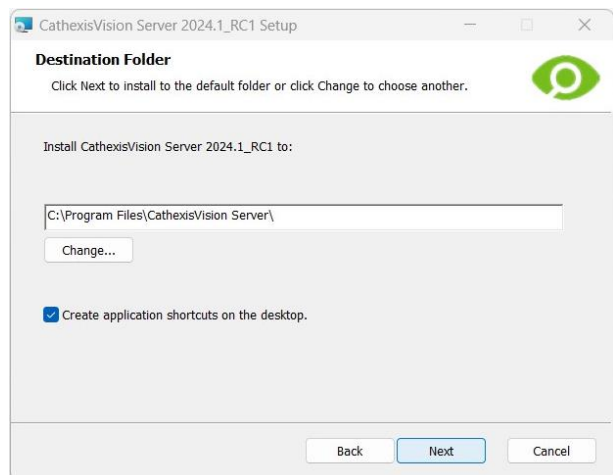 CathexisVision Server 2024.1_RC1 Setup
Destination Folder
Click Next to install to the default folder or click Change to choose another.
Install CathexisVision Server 2024.1_RC1 to:
C:\Program Files\CathexisVision Server\
Change...
Create application shortcuts on the desktop.
Back Next Cancel